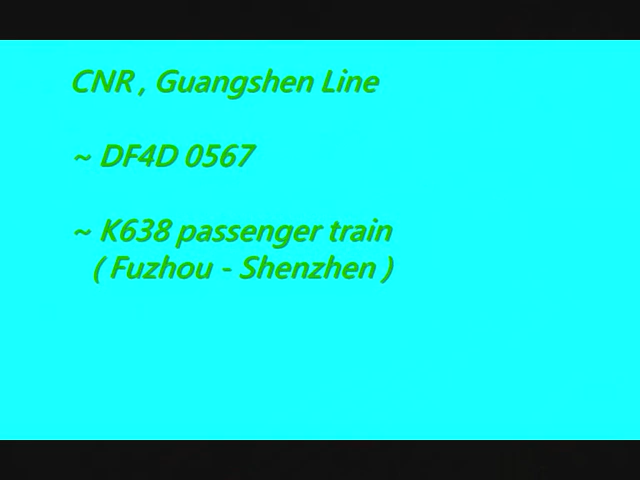 CNR , Guangshen Line
~ DF4D 0567
~ K638 passenger train
( Fuzhou - Shenzhen )